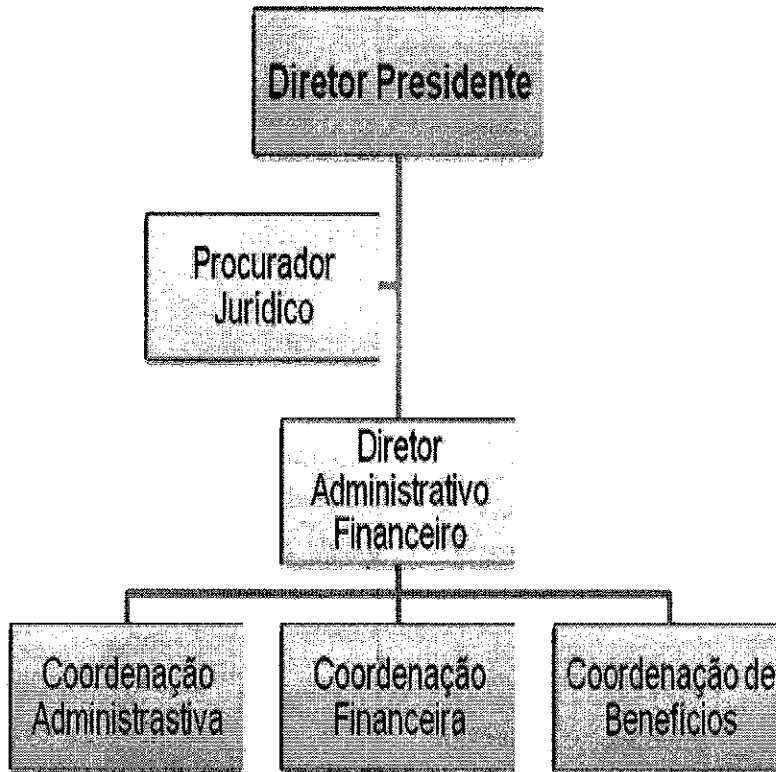 Diretor Presidente
Procurador
Jurídico
Diretor
Administrativo
Financeiro
Coordenação
Administrastiva
Coordenação
Financeira
Coordenação de
Benefícios